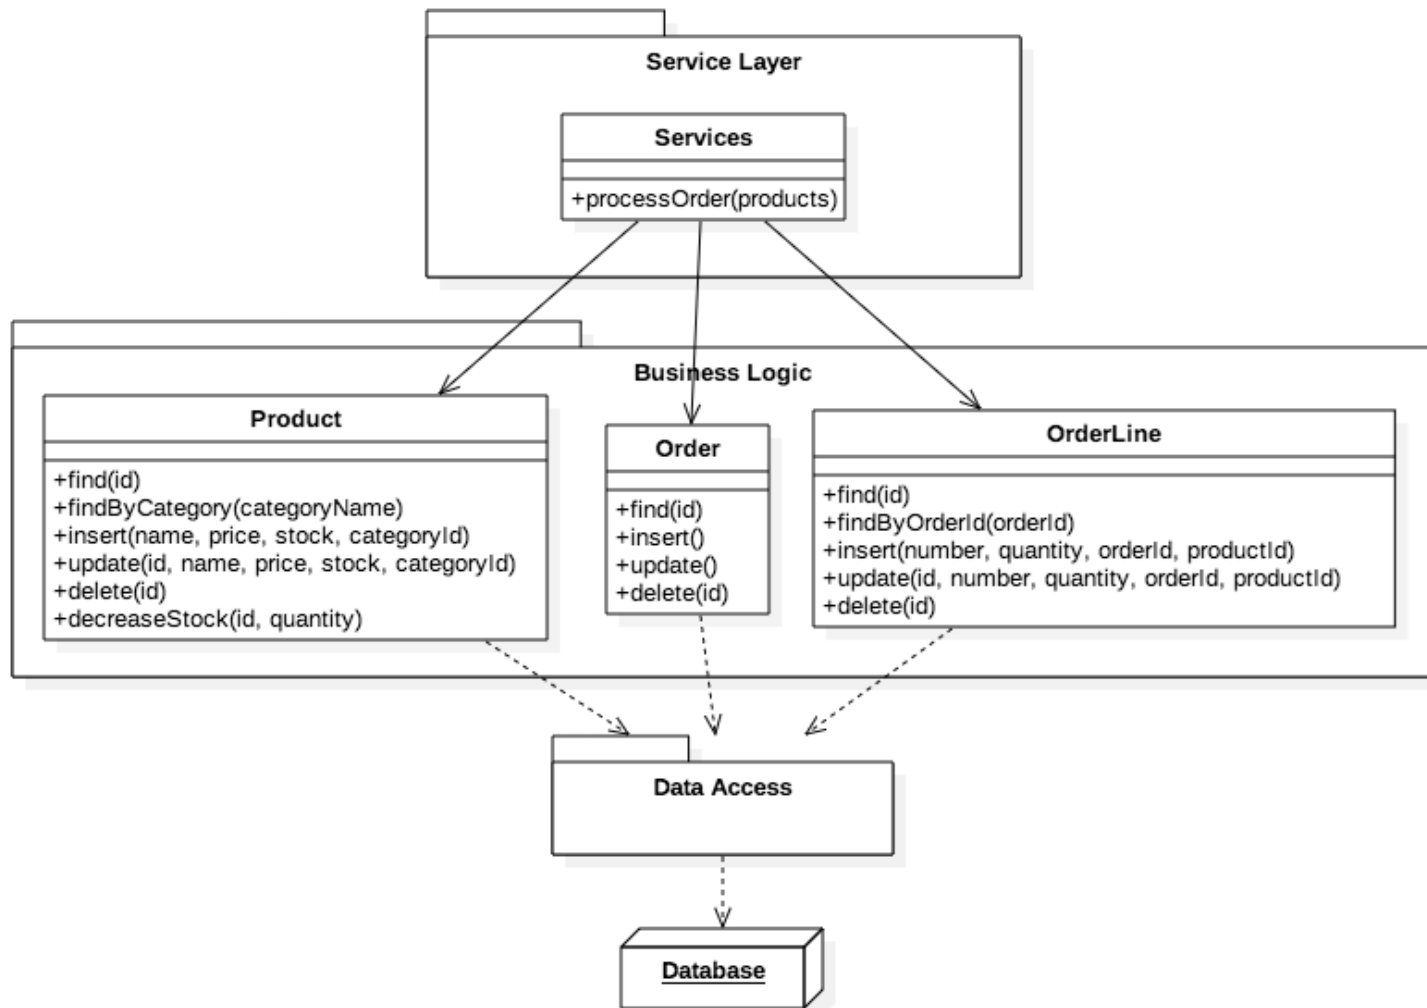 Service Layer
Services
+processOrder(products)
Business Logic
Product
+find(id)
+findByCategory(categoryName)
+insert(name, price, stock, categoryId)
+update(id, name, price, stock, categoryId)
+delete(id)
+decreaseStock(id, quantity)
Order
+find(id)
+insert()
+update()
+delete(id)
OrderLine
+find(id)
+findByOrderId(orderId)
+insert(number, quantity, orderId, productId)
+update(id, number, quantity, orderId, productId)
+delete(id)
Data Access
Database